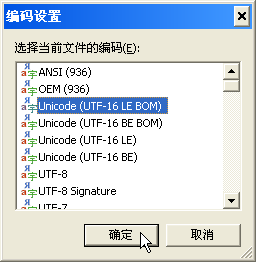 编码设置
选择当前文件的编码(E):
ANSI (936)
OEM (936)
Unicode (UTF-16 LE BOM)
Unicode (UTF-16 BE BOM)
Unicode (UTF-16 LE)
Unicode (UTF-16 BE)
UTF-8
UTF-8 Signature
UTF-7
确定 取消